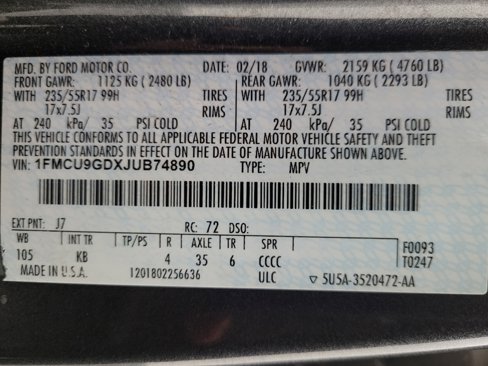 MFD. BY FORD MOTOR CO. DATE: 02/18 GVWR: 2159 KG ( 4760 LB)
FRONT GAWR: 1125 KG ( 2480 LB) REAR GAWR: 1040 KG ( 2293 LB)
WITH 235/55R17 99H TIRES WITH 235/55R17 99H TIRES
17x7.5J RIMS 17x7.5J RIMS
AT 240 kPa/ 35 PSI COLD AT 240 kPa/ 35 PSI COLD
THIS VEHICLE CONFORMS TO ALL APPLICABLE FEDERAL MOTOR VEHICLE SAFETY AND THEFT
PREVENTION STANDARDS IN EFFECT ON THE DATE OF MANUFACTURE SHOWN ABOVE.
VIN: 1FMCU9GDXJUB74890 TYPE: MPV
EXT PNT: J7 RC: 72 DSO:
WB INT TR TP/PS R AXLE TR SPR F0093
105 KB 4 35 6 CCCC T0247
MADE IN U.S.A. 1201802256636 ULC ▽ 5U5A-3520472-AA